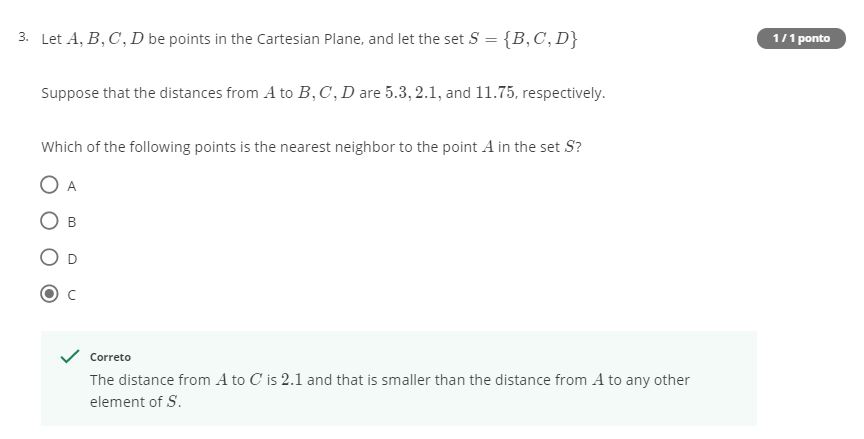 3. Let A, B, C, D be points in the Cartesian Plane, and let the set S = {B, C, D}
1 / 1 ponto
Suppose that the distances from A to B, C, D are 5.3, 2.1, and 11.75, respectively.
Which of the following points is the nearest neighbor to the point A in the set S?
A
B
D
C
Correto
The distance from A to C is 2.1 and that is smaller than the distance from A to any other
element of S.